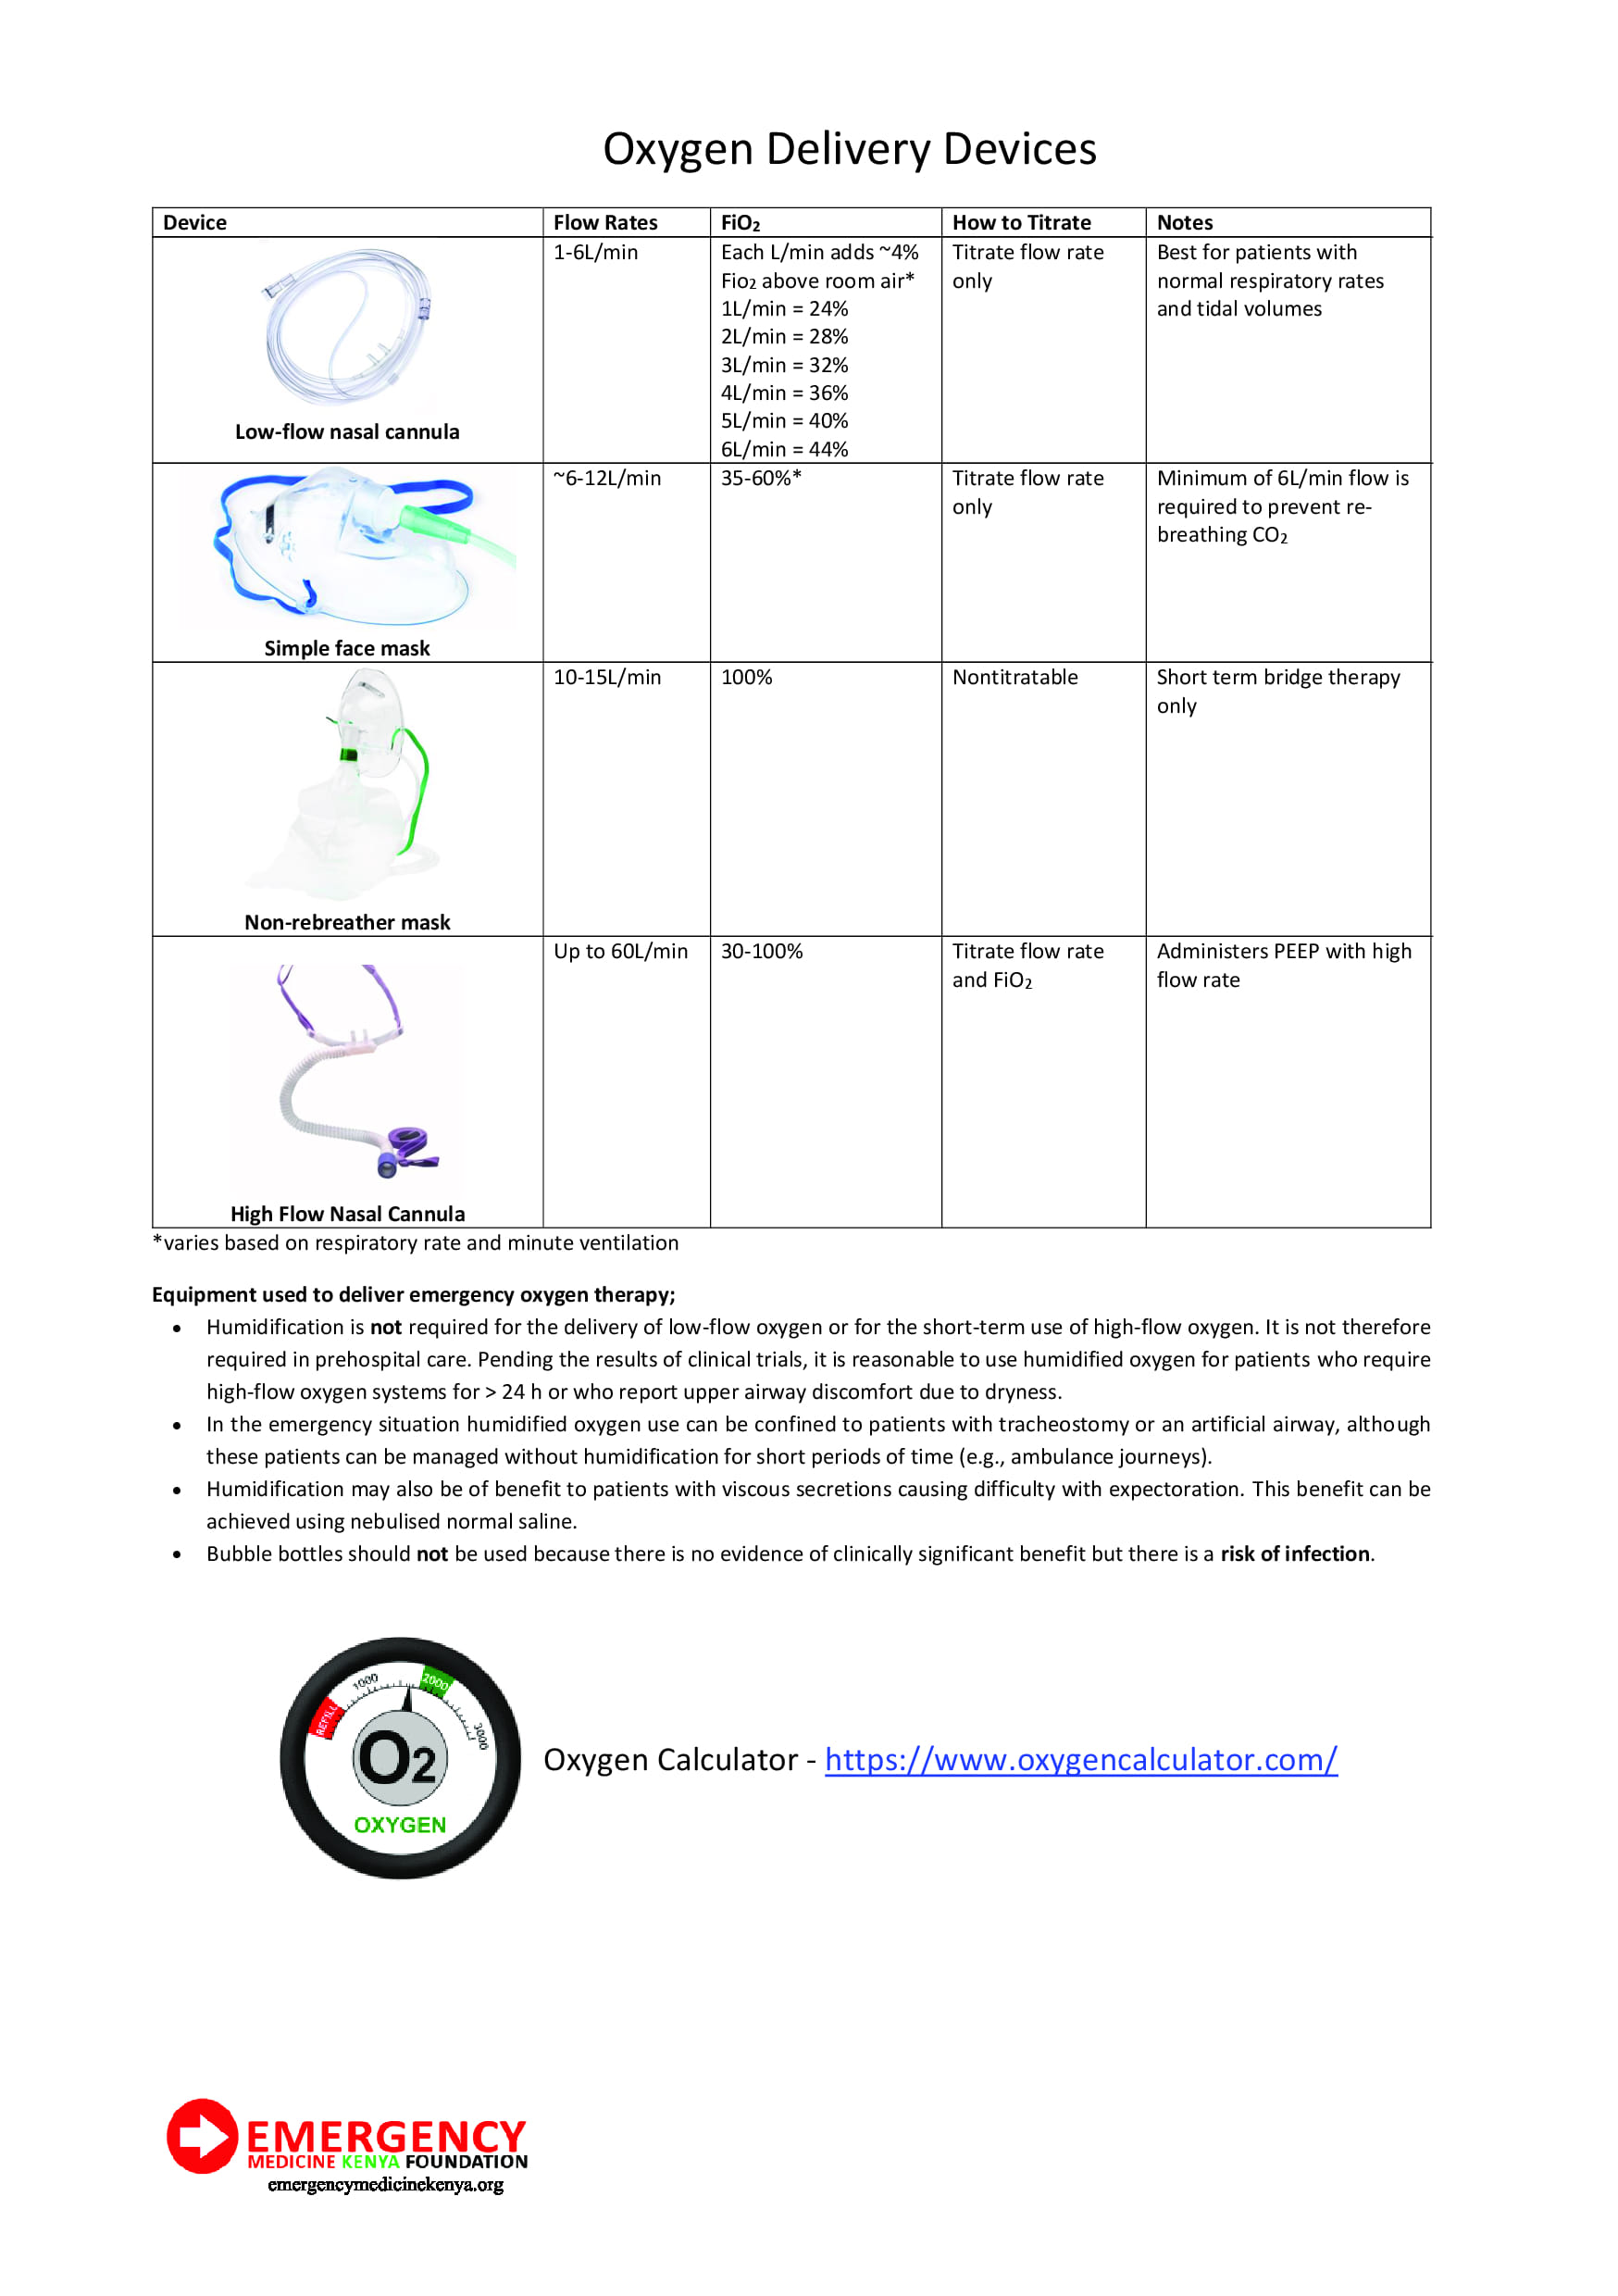 Oxygen Delivery Devices
Device Flow Rates FiO₂ How to Titrate Notes
Low-flow nasal cannula
1-6L/min
Each L/min adds ~4%
Fio₂ above room air*
1L/min = 24%
2L/min = 28%
3L/min = 32%
4L/min = 36%
5L/min = 40%
6L/min = 44%
Titrate flow rate
only
Best for patients with
normal respiratory rates
and tidal volumes
Simple face mask
~6-12L/min
35-60%*
Titrate flow rate
only
Minimum of 6L/min flow is
required to prevent re-
breathing CO₂
Non-rebreather mask
10-15L/min
100%
Nontitratable
Short term bridge therapy
only
High Flow Nasal Cannula
Up to 60L/min
30-100%
Titrate flow rate
and FiO₂
Administers PEEP with high
flow rate
*varies based on respiratory rate and minute ventilation
Equipment used to deliver emergency oxygen therapy;
• Humidification is not required for the delivery of low-flow oxygen or for the short-term use of high-flow oxygen. It is not therefore
required in prehospital care. Pending the results of clinical trials, it is reasonable to use humidified oxygen for patients who require
high-flow oxygen systems for > 24 h or who report upper airway discomfort due to dryness.
• In the emergency situation humidified oxygen use can be confined to patients with tracheostomy or an artificial airway, although
these patients can be managed without humidification for short periods of time (e.g., ambulance journeys).
• Humidification may also be of benefit to patients with viscous secretions causing difficulty with expectoration. This benefit can be
achieved using nebulised normal saline.
• Bubble bottles should not be used because there is no evidence of clinically significant benefit but there is a risk of infection.
REFILL 1000 2000 3000
O2
OXYGEN
Oxygen Calculator - https://www.oxygencalculator.com/
EMERGENCY
MEDICINE KENYA FOUNDATION
emergencymedicinekenya.org